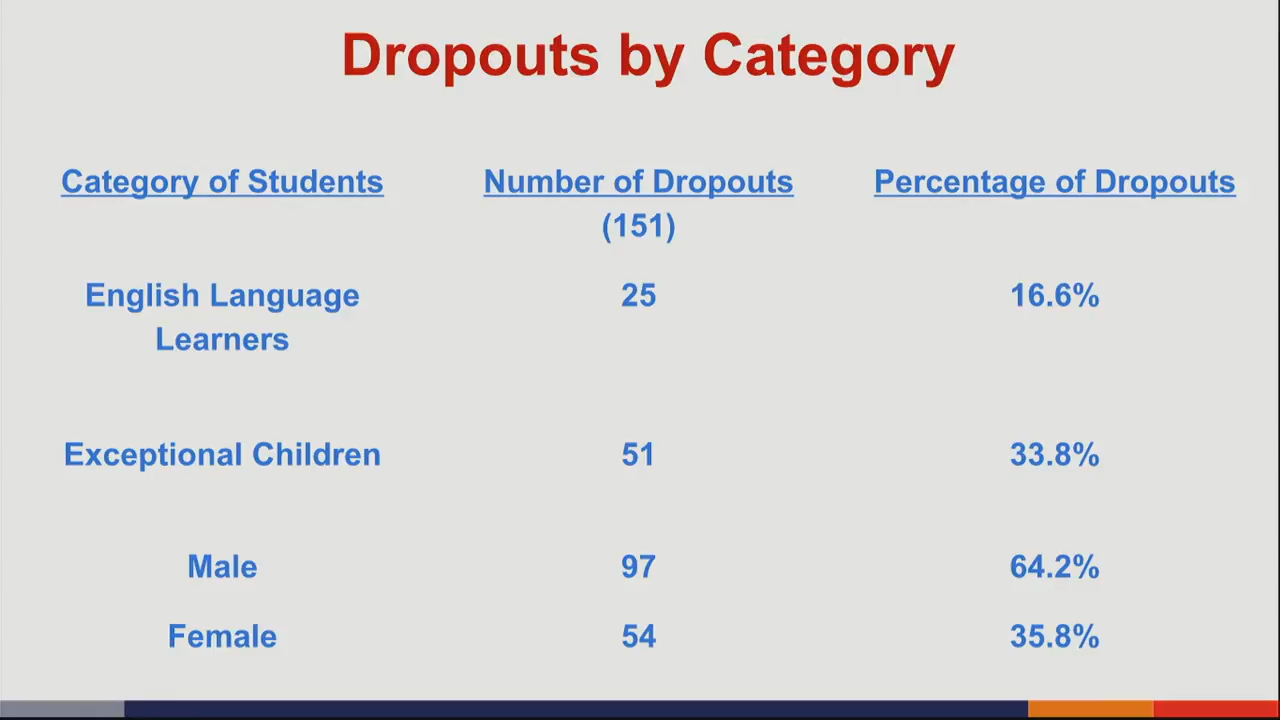 Dropouts by Category
Category of Students Number of Dropouts Percentage of Dropouts
(151)
English Language 25 16.6%
Learners
Exceptional Children 51 33.8%
Male 97 64.2%
Female 54 35.8%